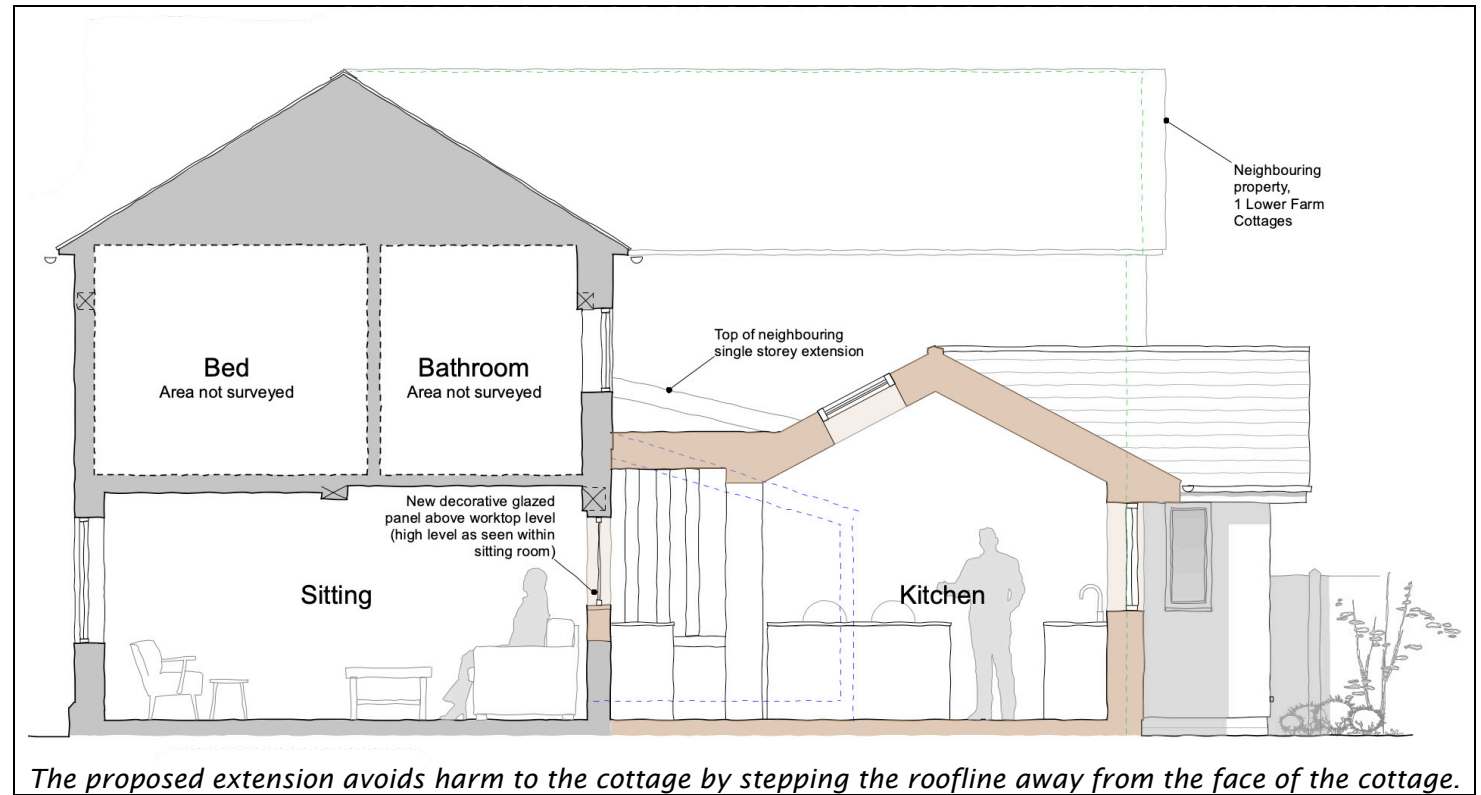 Neighbouring
property,
1 Lower Farm
Cottages
Top of neighbouring
single storey extension
Bed
Area not surveyed
Bathroom
Area not surveyed
New decorative glazed
panel above worktop level
(high level as seen within
sitting room)
Sitting
Kitchen
The proposed extension avoids harm to the cottage by stepping the roofline away from the face of the cottage.